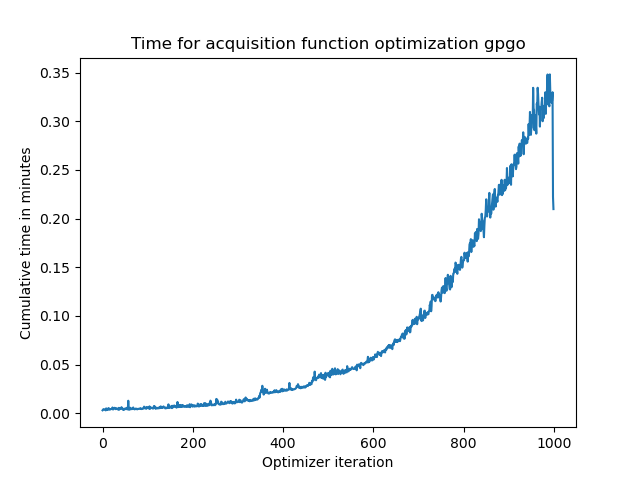 Time for acquisition function optimization gpgo
Cumulative time in minutes
0.35
0.30
0.25
0.20
0.15
0.10
0.05
0.00
0 200 400 600 800 1000
Optimizer iteration